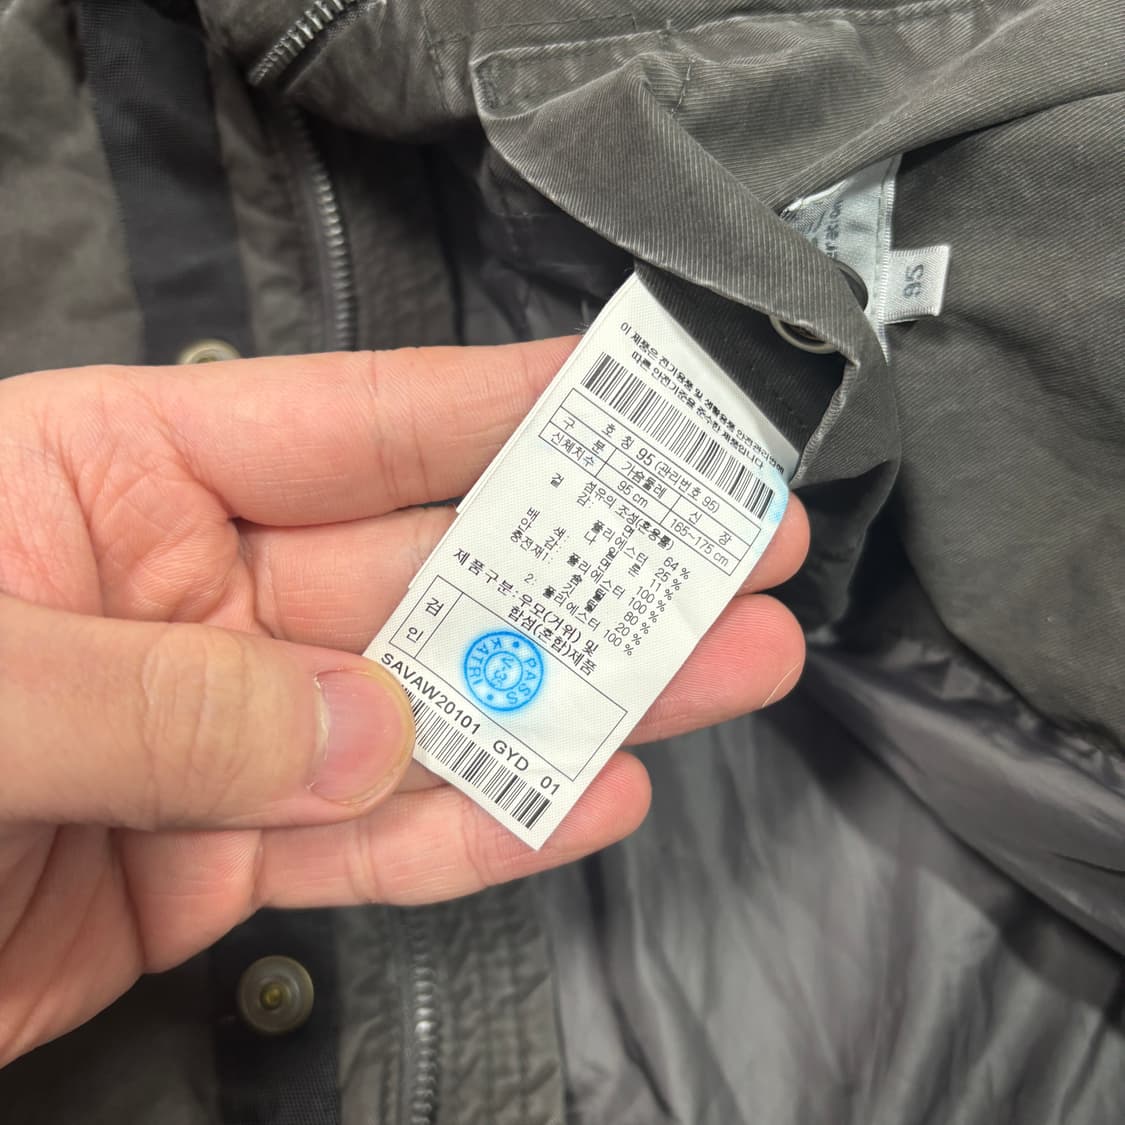 이 제품은 전기용품 및 생활용품 안전관리법에
따른 안전기준을 준수한 제품입니다
구 분 호 칭 95 (관리번호 95)
신체치수 가슴둘레 신 장
95 cm 165~175 cm
섬유의 조성(혼용률)
겉 감: 면 64 %
폴리에스터 25 %
나 일 론 11 %
배 색: 면 100 %
안 감: 폴리에스터 100 %
충전재1: 솜 털 80 %
깃 털 20 %
2: 폴리에스터 100 %
제품구분: 우모(거위) 및
합성(혼합)제품
검 인
PASS
KATRI
V-3
SAVAW20101 GYD 01
95